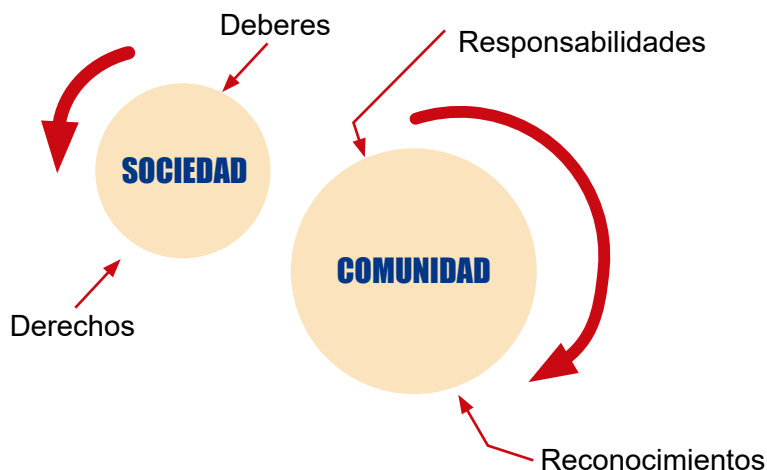 Deberes
Responsabilidades
SOCIEDAD
COMUNIDAD
Derechos
Reconocimientos